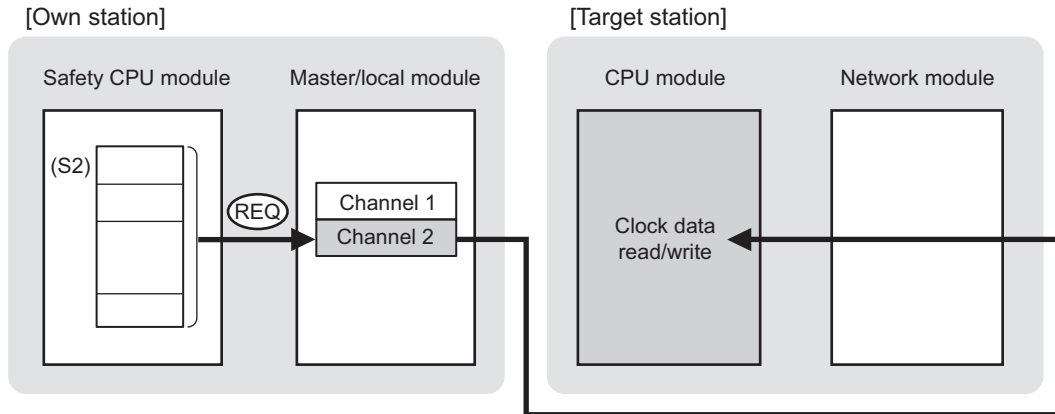 [Own station]
[Target station]
Safety CPU module
Master/local module
CPU module
Network module
(S2)
REQ
Channel 1
Channel 2
Clock data
read/write